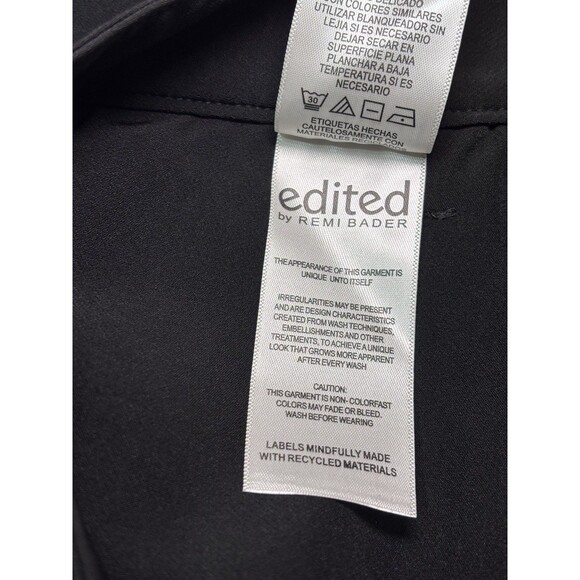 CON COLORES SIMILARES
UTILIZAR BLANQUEADOR SIN
LEJIA SI ES NECESARIO
DEJAR SECAR EN
SUPERFICIE PLANA
PLANCHAR A BAJA
TEMPERATURA SI ES
NECESARIO
30
ETIQUETAS HECHAS
CAUTELOSAMENTE CON
MATERIALES
edited
by REMI BADER
THE APPEARANCE OF THIS GARMENT IS
UNIQUE UNTO ITSELF
IRREGULARITIES MAY BE PRESENT
AND ARE DESIGN CHARACTERISTICS
CREATED FROM WASH TECHNIQUES,
EMBELLISHMENTS AND OTHER
TREATMENTS, TO ACHIEVE A UNIQUE
LOOK THAT GROWS MORE APPARENT
AFTER EVERY WASH
CAUTION:
THIS GARMENT IS NON- COLORFAST
COLORS MAY FADE OR BLEED.
WASH BEFORE WEARING
LABELS MINDFULLY MADE
WITH RECYCLED MATERIALS